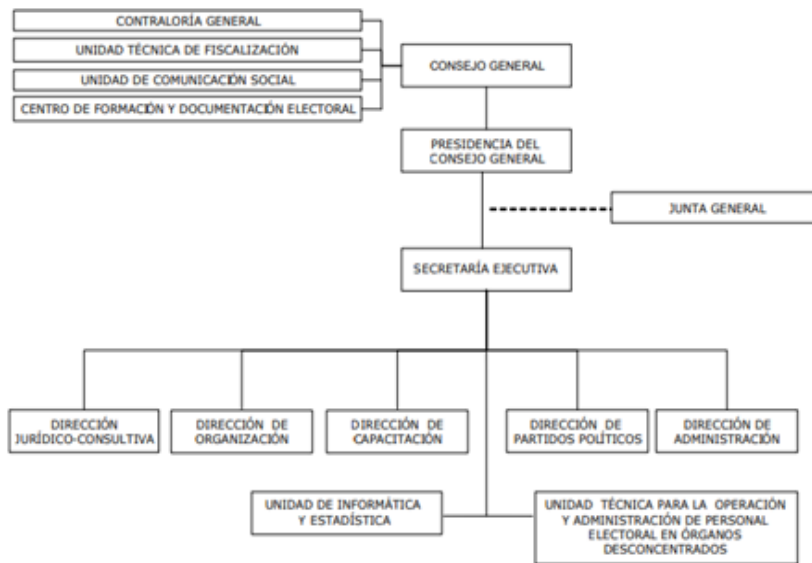 CONTRALORÍA GENERAL
UNIDAD TÉCNICA DE FISCALIZACIÓN
UNIDAD DE COMUNICACIÓN SOCIAL
CENTRO DE FORMACIÓN Y DOCUMENTACIÓN ELECTORAL
CONSEJO GENERAL
PRESIDENCIA DEL
CONSEJO GENERAL
JUNTA GENERAL
SECRETARÍA EJECUTIVA
DIRECCIÓN
JURÍDICO-CONSULTIVA
DIRECCIÓN DE
ORGANIZACIÓN
DIRECCIÓN DE
CAPACITACIÓN
DIRECCIÓN DE
PARTIDOS POLÍTICOS
DIRECCIÓN DE
ADMINISTRACIÓN
UNIDAD DE INFORMÁTICA
Y ESTADÍSTICA
UNIDAD TÉCNICA PARA LA OPERACIÓN
Y ADMINISTRACIÓN DE PERSONAL
ELECTORAL EN ÓRGANOS
DESCONCENTRADOS